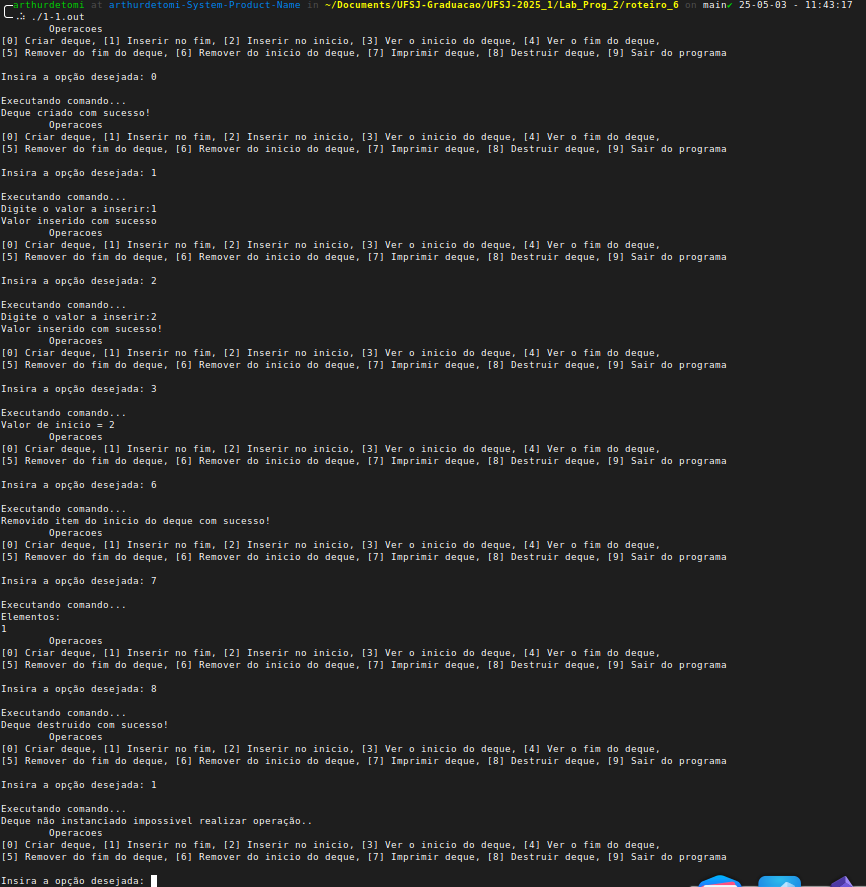 arthurdetomi at arthurdetomi-System-Product-Name in ~/Documents/UFSJ-Graduacao/UFSJ-2025_1/Lab_Prog_2/roteiro_6 on main✔ 25-05-03 - 11:43:17
./1-1.out
Operacoes
[0] Criar deque, [1] Inserir no fim, [2] Inserir no inicio, [3] Ver o inicio do deque, [4] Ver o fim do deque,
[5] Remover do fim do deque, [6] Remover do inicio do deque, [7] Imprimir deque, [8] Destruir deque, [9] Sair do programa
Insira a opção desejada: 0
Executando comando...
Deque criado com sucesso!
Operacoes
[0] Criar deque, [1] Inserir no fim, [2] Inserir no inicio, [3] Ver o inicio do deque, [4] Ver o fim do deque,
[5] Remover do fim do deque, [6] Remover do inicio do deque, [7] Imprimir deque, [8] Destruir deque, [9] Sair do programa
Insira a opção desejada: 1
Executando comando...
Digite o valor a inserir:1
Valor inserido com sucesso
Operacoes
[0] Criar deque, [1] Inserir no fim, [2] Inserir no inicio, [3] Ver o inicio do deque, [4] Ver o fim do deque,
[5] Remover do fim do deque, [6] Remover do inicio do deque, [7] Imprimir deque, [8] Destruir deque, [9] Sair do programa
Insira a opção desejada: 2
Executando comando...
Digite o valor a inserir:2
Valor inserido com sucesso!
Operacoes
[0] Criar deque, [1] Inserir no fim, [2] Inserir no inicio, [3] Ver o inicio do deque, [4] Ver o fim do deque,
[5] Remover do fim do deque, [6] Remover do inicio do deque, [7] Imprimir deque, [8] Destruir deque, [9] Sair do programa
Insira a opção desejada: 3
Executando comando...
Valor de inicio = 2
Operacoes
[0] Criar deque, [1] Inserir no fim, [2] Inserir no inicio, [3] Ver o inicio do deque, [4] Ver o fim do deque,
[5] Remover do fim do deque, [6] Remover do inicio do deque, [7] Imprimir deque, [8] Destruir deque, [9] Sair do programa
Insira a opção desejada: 6
Executando comando...
Removido item do inicio do deque com sucesso!
Operacoes
[0] Criar deque, [1] Inserir no fim, [2] Inserir no inicio, [3] Ver o inicio do deque, [4] Ver o fim do deque,
[5] Remover do fim do deque, [6] Remover do inicio do deque, [7] Imprimir deque, [8] Destruir deque, [9] Sair do programa
Insira a opção desejada: 7
Executando comando...
Elementos:
1
Operacoes
[0] Criar deque, [1] Inserir no fim, [2] Inserir no inicio, [3] Ver o inicio do deque, [4] Ver o fim do deque,
[5] Remover do fim do deque, [6] Remover do inicio do deque, [7] Imprimir deque, [8] Destruir deque, [9] Sair do programa
Insira a opção desejada: 8
Executando comando...
Deque destruido com sucesso!
Operacoes
[0] Criar deque, [1] Inserir no fim, [2] Inserir no inicio, [3] Ver o inicio do deque, [4] Ver o fim do deque,
[5] Remover do fim do deque, [6] Remover do inicio do deque, [7] Imprimir deque, [8] Destruir deque, [9] Sair do programa
Insira a opção desejada: 1
Executando comando...
Deque não instanciado impossivel realizar operação..
Operacoes
[0] Criar deque, [1] Inserir no fim, [2] Inserir no inicio, [3] Ver o inicio do deque, [4] Ver o fim do deque,
[5] Remover do fim do deque, [6] Remover do inicio do deque, [7] Imprimir deque, [8] Destruir deque, [9] Sair do programa
Insira a opção desejada: